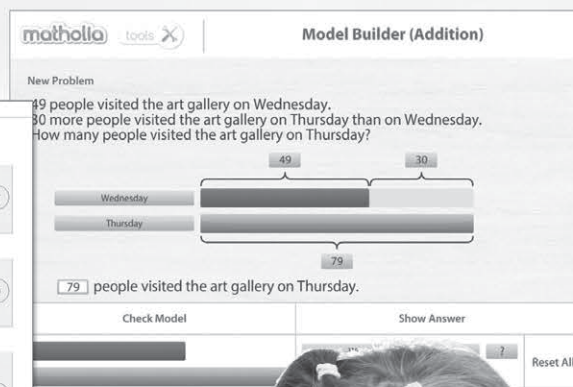 matholia tools
Model Builder (Addition)
New Problem
49 people visited the art gallery on Wednesday.
30 more people visited the art gallery on Thursday than on Wednesday.
How many people visited the art gallery on Thursday?
49 30
Wednesday
Thursday
79
79 people visited the art gallery on Thursday.
Check Model Show Answer
?
Reset All